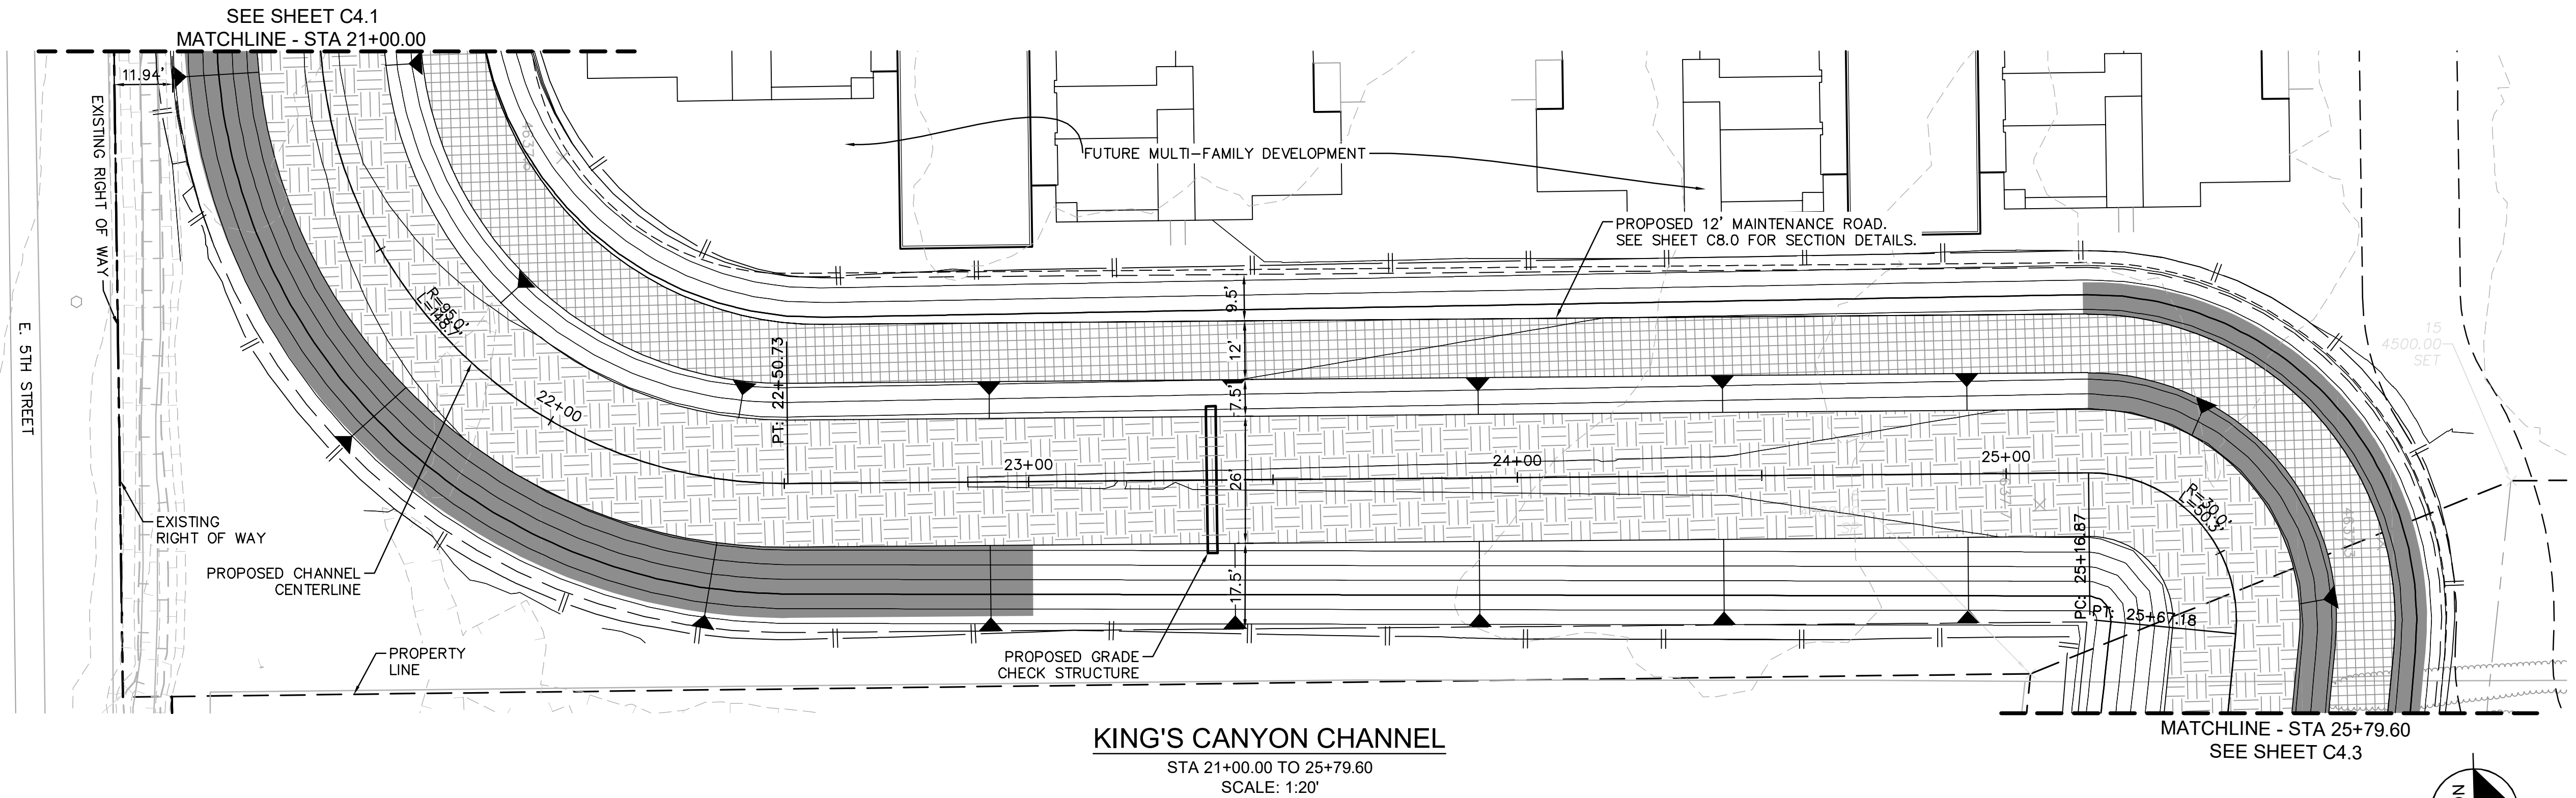 SEE SHEET C4.1
MATCHLINE - STA 21+00.00
11.94'
EXISTING RIGHT OF WAY
E. 5TH STREET
FUTURE MULTI-FAMILY DEVELOPMENT
PROPOSED 12' MAINTENANCE ROAD.
SEE SHEET C8.0 FOR SECTION DETAILS.
9.5'
12'
7.5'
26'
17.5'
R=95.0'
L=148.7'
PT: 22+50.73
22+00
23+00
24+00
25+00
15
4500.00
SET
R=30.0'
L=50.3'
PC: 25+16.87
PT: 25+67.18
EXISTING
RIGHT OF WAY
PROPOSED CHANNEL
CENTERLINE
PROPERTY
LINE
PROPOSED GRADE
CHECK STRUCTURE
KING'S CANYON CHANNEL
STA 21+00.00 TO 25+79.60
SCALE: 1:20'
MATCHLINE - STA 25+79.60
SEE SHEET C4.3